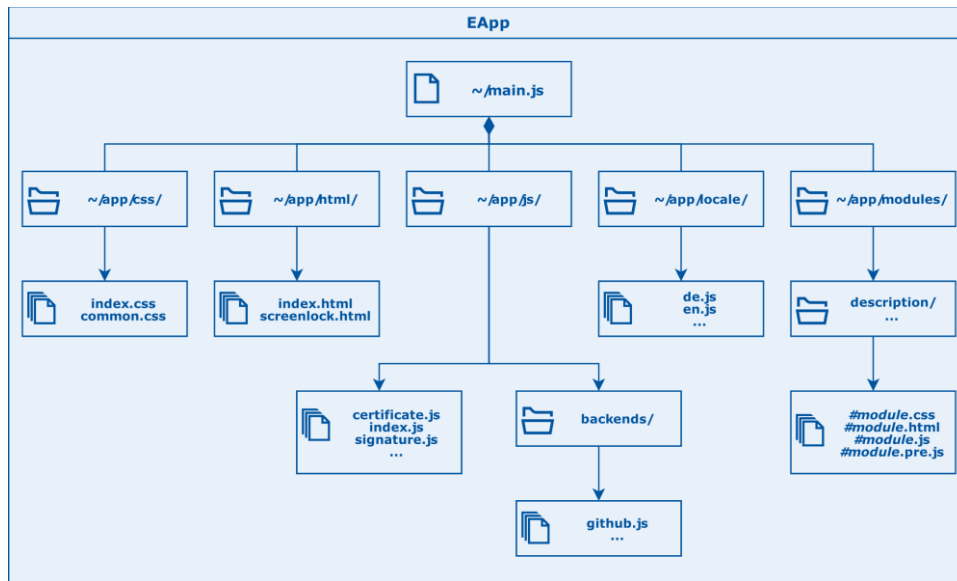 EApp
~/main.js
~/app/css/
~/app/html/
~/app/js/
~/app/locale/
~/app/modules/
index.css
common.css
index.html
screenlock.html
de.js
en.js
...
description/
...
certificate.js
index.js
signature.js
...
backends/
#module.css
#module.html
#module.js
#module.pre.js
github.js
...